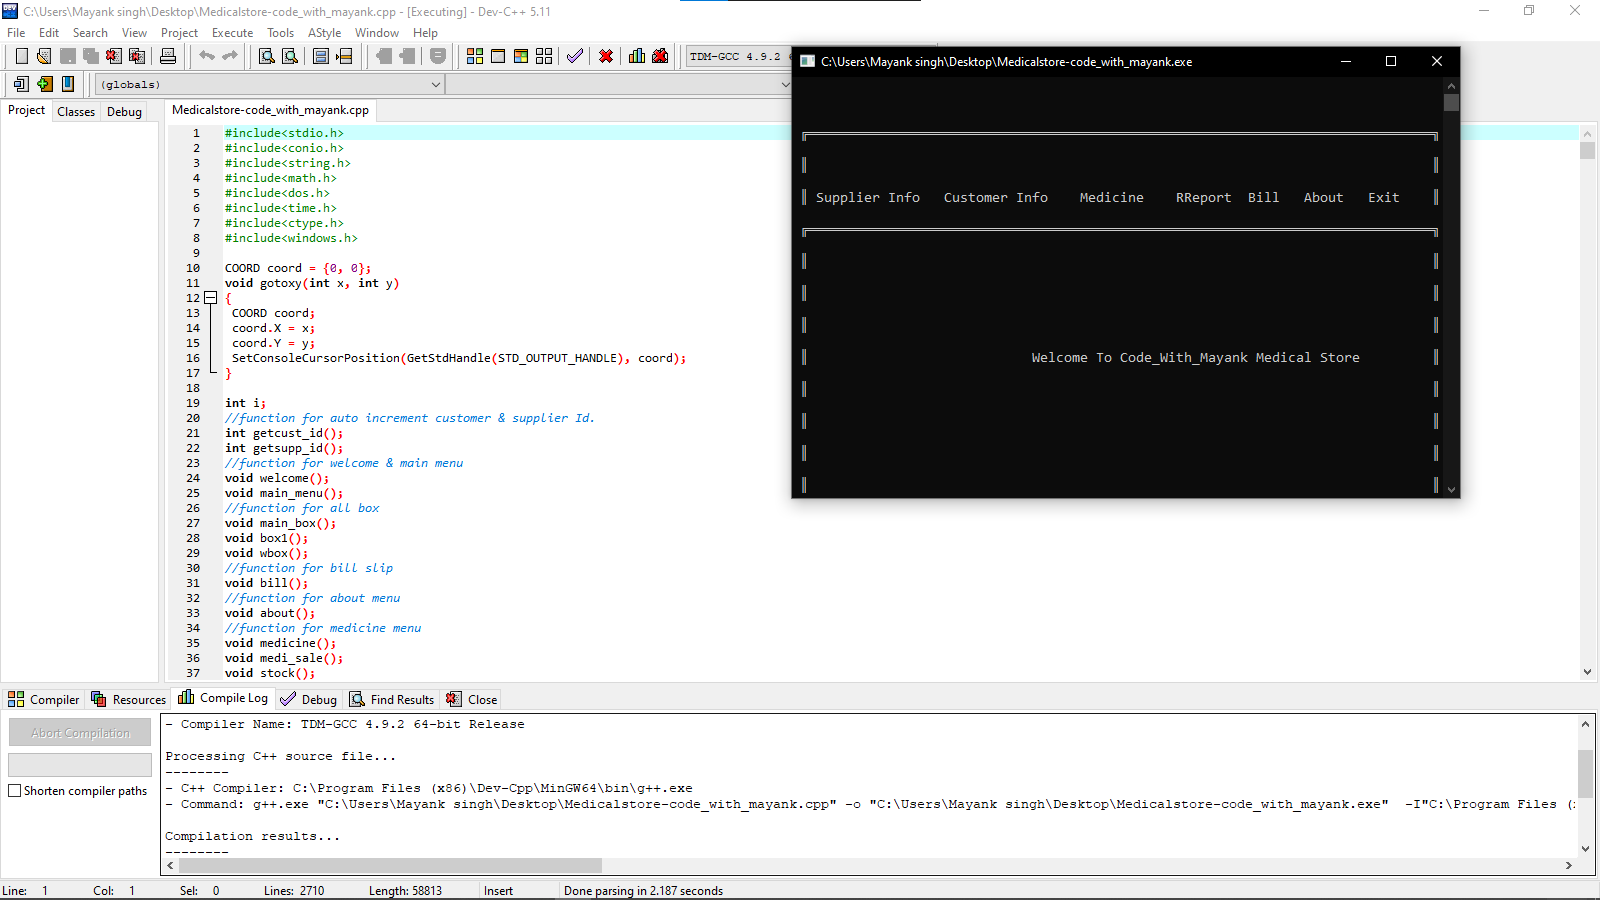 C:\Users\Mayank singh\Desktop\Medicalstore-code_with_mayank.cpp - [Executing] - Dev-C++ 5.11
File Edit Search View Project Execute Tools AStyle Window Help
TDM-GCC 4.9.2 6
(globals)
Project Classes Debug
Medicalstore-code_with_mayank.cpp
1 #include<stdio.h>
2 #include<conio.h>
3 #include<string.h>
4 #include<math.h>
5 #include<dos.h>
6 #include<time.h>
7 #include<ctype.h>
8 #include<windows.h>
9
10 COORD coord = {0, 0};
11 void gotoxy(int x, int y)
12 {
13 COORD coord;
14 coord.X = x;
15 coord.Y = y;
16 SetConsoleCursorPosition(GetStdHandle(STD_OUTPUT_HANDLE), coord);
17 }
18
19 int i;
20 //function for auto increment customer & supplier Id.
21 int getcust_id();
22 int getsupp_id();
23 //function for welcome & main menu
24 void welcome();
25 void main_menu();
26 //function for all box
27 void main_box();
28 void box1();
29 void wbox();
30 //function for bill slip
31 void bill();
32 //function for about menu
33 void about();
34 //function for medicine menu
35 void medicine();
36 void medi_sale();
37 void stock();
C:\Users\Mayank singh\Desktop\Medicalstore-code_with_mayank.exe
Supplier Info Customer Info Medicine RReport Bill About Exit
Welcome To Code_With_Mayank Medical Store
Compiler Resources Compile Log Debug Find Results Close
Abort Compilation
Shorten compiler paths
- Compiler Name: TDM-GCC 4.9.2 64-bit Release
Processing C++ source file...
--------
- C++ Compiler: C:\Program Files (x86)\Dev-Cpp\MinGW64\bin\g++.exe
- Command: g++.exe "C:\Users\Mayank singh\Desktop\Medicalstore-code_with_mayank.cpp" -o "C:\Users\Mayank singh\Desktop\Medicalstore-code_with_mayank.exe" -I"C:\Program Files (
Compilation results...
--------
Line: 1 Col: 1 Sel: 0 Lines: 2710 Length: 58813 Insert Done parsing in 2.187 seconds